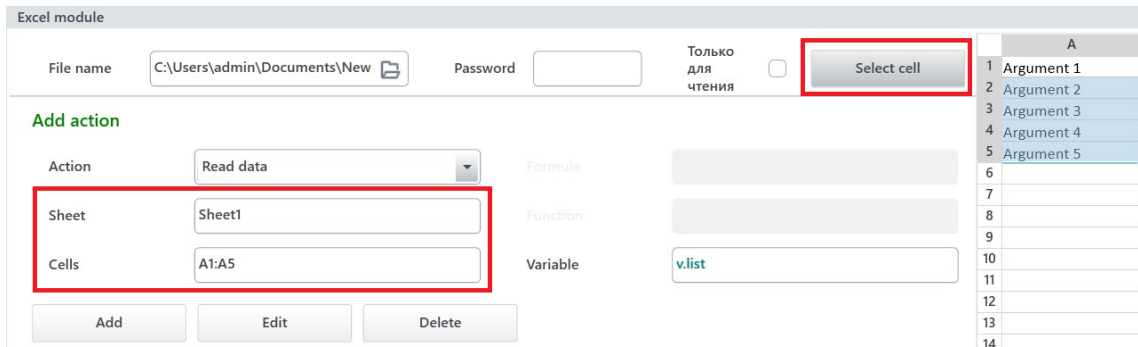 Excel module
File name
C:\Users\admin\Documents\New
Password
Только
для
чтения
Select cell
Add action
Action
Read data
Formula
Sheet
Sheet1
Function
Cells
A1:A5
Variable
v.list
Add
Edit
Delete
A
1 Argument 1
2 Argument 2
3 Argument 3
4 Argument 4
5 Argument 5
6
7
8
9
10
11
12
13
14